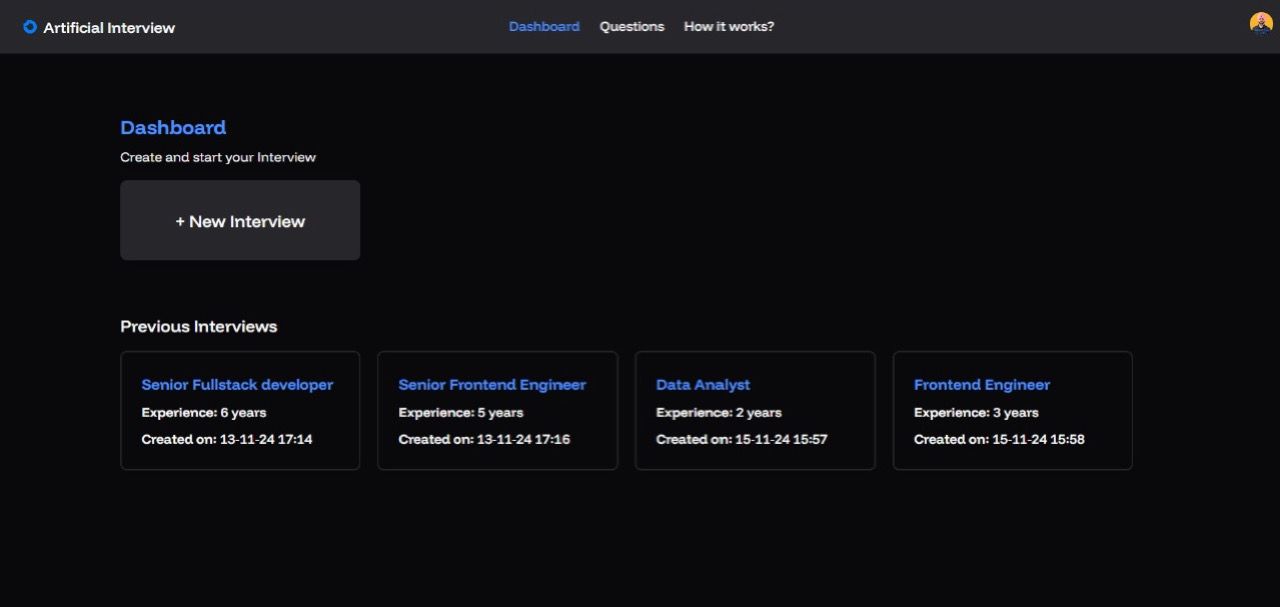 Artificial Interview
Dashboard
Questions
How it works?
Dashboard
Create and start your Interview
+ New Interview
Previous Interviews
Senior Fullstack developer
Experience: 6 years
Created on: 13-11-24 17:14
Senior Frontend Engineer
Experience: 5 years
Created on: 13-11-24 17:16
Data Analyst
Experience: 2 years
Created on: 15-11-24 15:57
Frontend Engineer
Experience: 3 years
Created on: 15-11-24 15:58